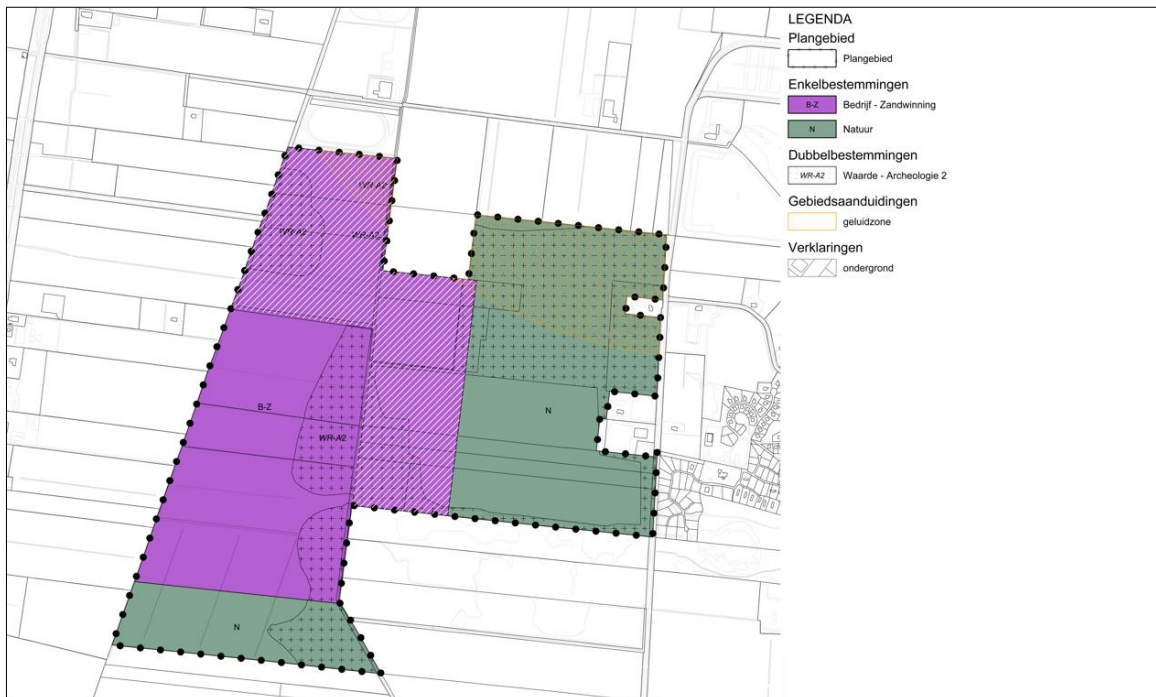 LEGENDA
Plangebied
Plangebied
Enkelbestemmingen
B-Z Bedrijf - Zandwinning
N Natuur
Dubbelbestemmingen
WR-A2 Waarde - Archeologie 2
Gebiedsaanduidingen
geluidzone
Verklaringen
ondergrond
WR-A2
WR-A2
WR-A2
B-Z
N
WR-A2
N